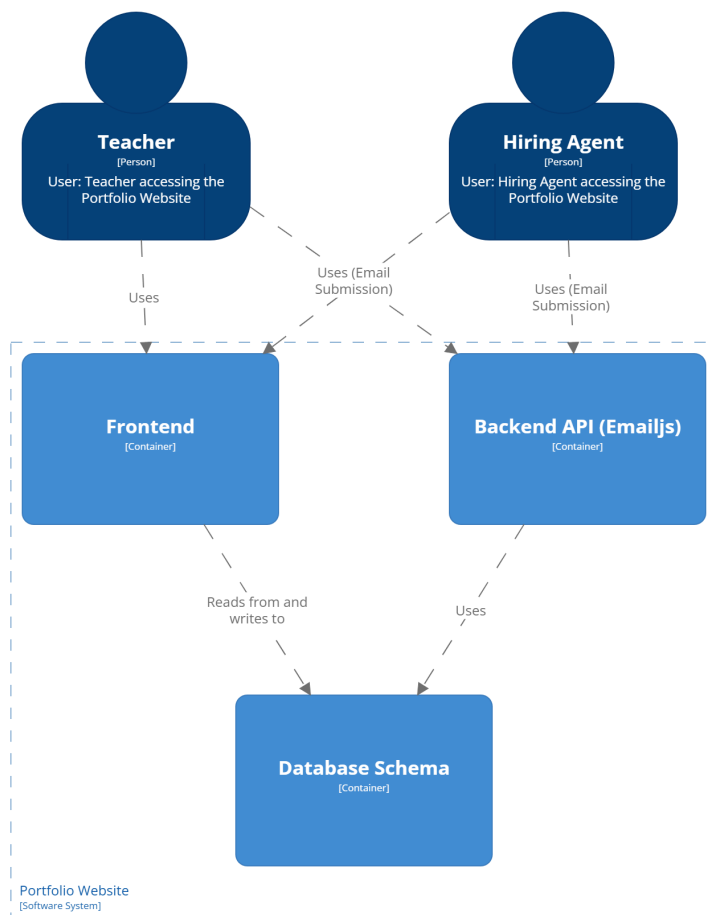 Teacher
[Person]
User: Teacher accessing the
Portfolio Website
Hiring Agent
[Person]
User: Hiring Agent accessing the
Portfolio Website
Uses
Uses (Email
Submission)
Uses (Email
Submission)
Frontend
[Container]
Backend API (Emailjs)
[Container]
Reads from and
writes to
Uses
Database Schema
[Container]
Portfolio Website
[Software System]